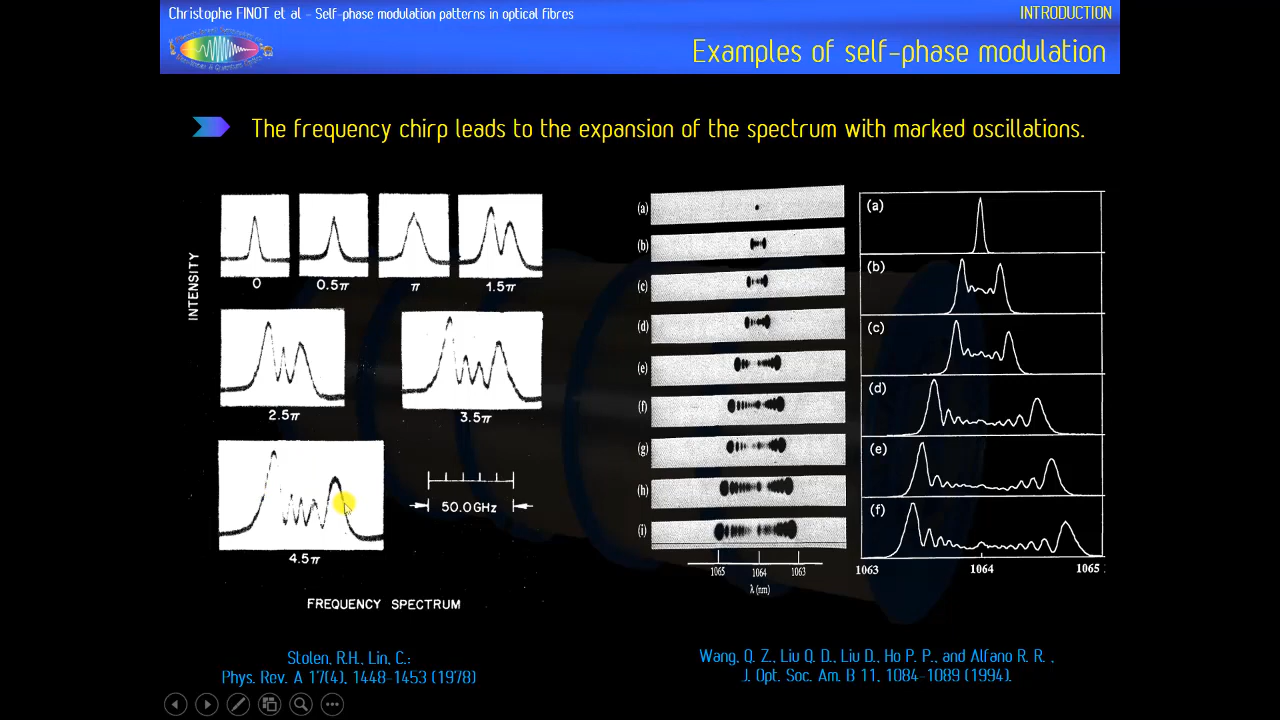 Christophe FINOT et al - Self-phase modulation patterns in optical fibres
INTRODUCTION
Examples of self-phase modulation
The frequency chirp leads to the expansion of the spectrum with marked oscillations.
INTENSITY
0
0.5π
π
1.5π
2.5π
3.5π
4.5π
50.0GHz
FREQUENCY SPECTRUM
(a)
(b)
(c)
(d)
(e)
(f)
(g)
(h)
(i)
1065
1064
1063
λ (nm)
(a)
(b)
(c)
(d)
(e)
(f)
1063
1064
1065
Stolen, R.H., Lin, C.:
Phys. Rev. A 17(4), 1448-1453 (1978)
Wang, Q. Z., Liu Q. D., Liu D., Ho P. P., and Alfano R. R. ,
J. Opt. Soc. Am. B 11, 1084-1089 (1994).